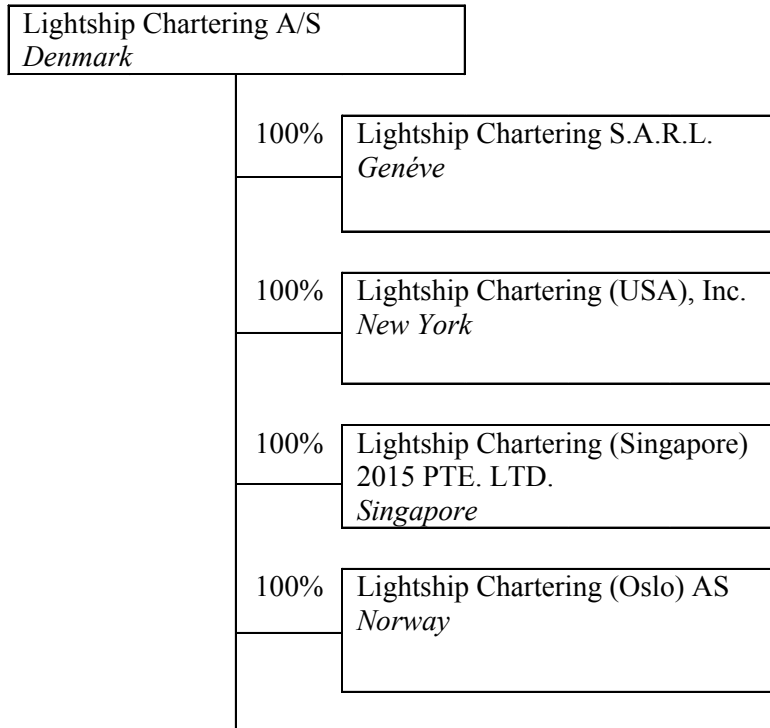 Lightship Chartering A/S
Denmark
100%
Lightship Chartering S.A.R.L.
Genéve
100%
Lightship Chartering (USA), Inc.
New York
100%
Lightship Chartering (Singapore)
2015 PTE. LTD.
Singapore
100%
Lightship Chartering (Oslo) AS
Norway